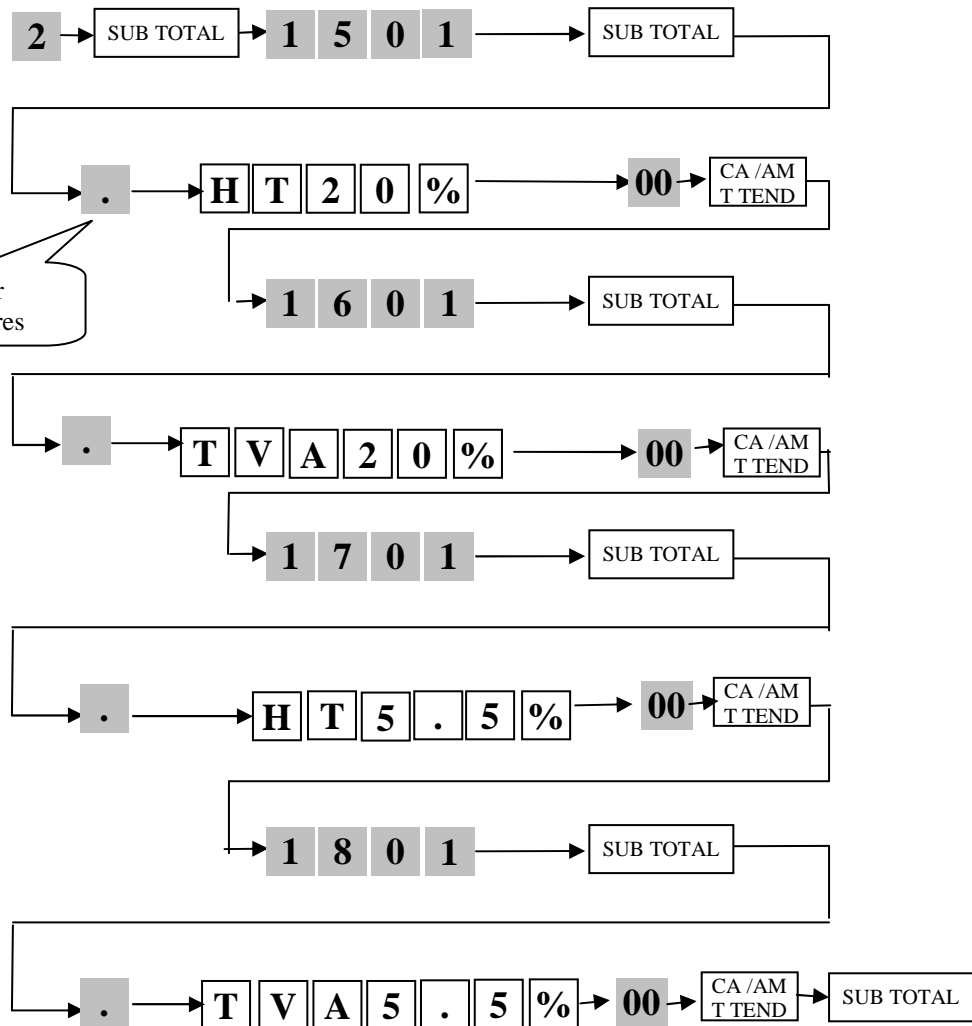 2 SUB TOTAL 1 5 0 1 SUB TOTAL
. H T 2 0 % 00 CA /AM
T TEND
1 6 0 1 SUB TOTAL
. T V A 2 0 % 00 CA /AM
T TEND
1 7 0 1 SUB TOTAL
. H T 5 . 5 % 00 CA /AM
T TEND
1 8 0 1 SUB TOTAL
. T V A 5 . 5 % 00 CA /AM
T TEND SUB TOTAL